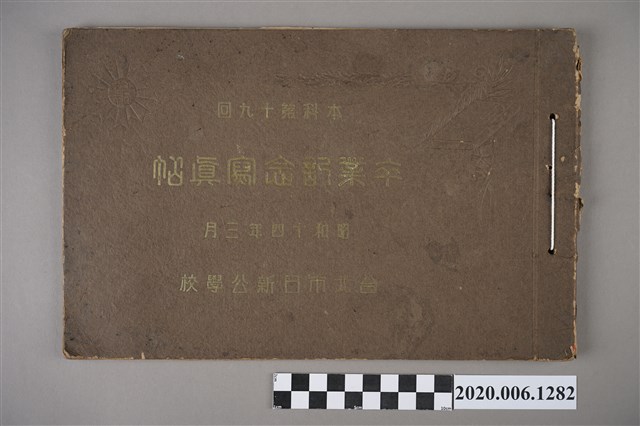 本科第十九回
卒業記念寫眞帖
昭和十四年三月
台北市日新公學校
2020.006.1282